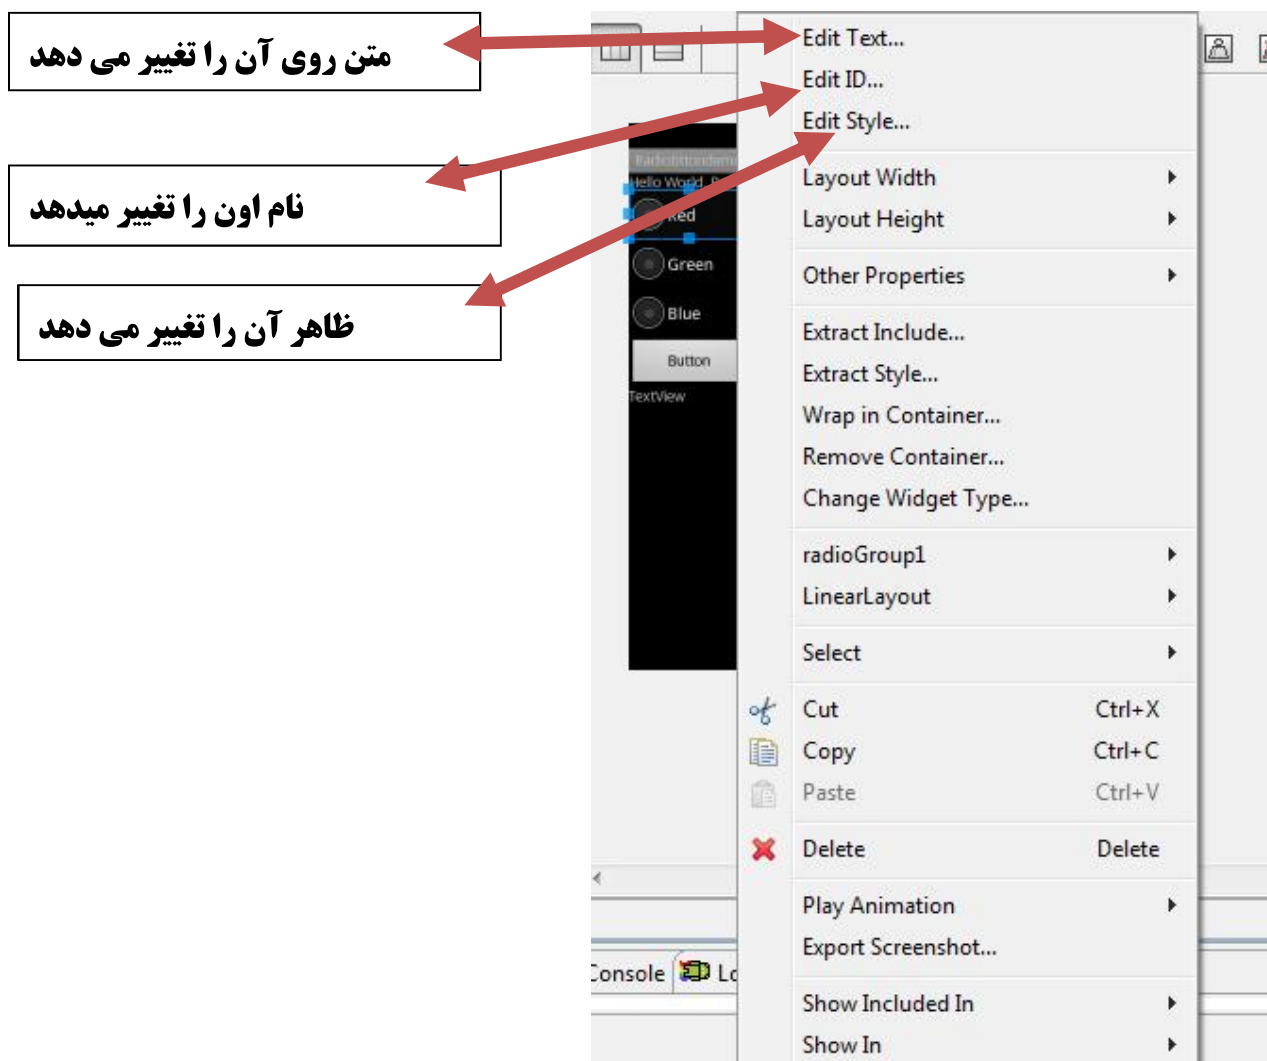 متن روی آن را تغییر می دهد
نام اون را تغییر میدهد
ظاهر آن را تغییر می دهد
Edit Text...
Edit ID...
Edit Style...
Layout Width
Layout Height
Other Properties
Extract Include...
Extract Style...
Wrap in Container...
Remove Container...
Change Widget Type...
radioGroup1
LinearLayout
Select
Cut Ctrl+X
Copy Ctrl+C
Paste Ctrl+V
Delete Delete
Play Animation
Export Screenshot...
Show Included In
Show In
Hello World
Red
Green
Blue
Button
TextView
Console